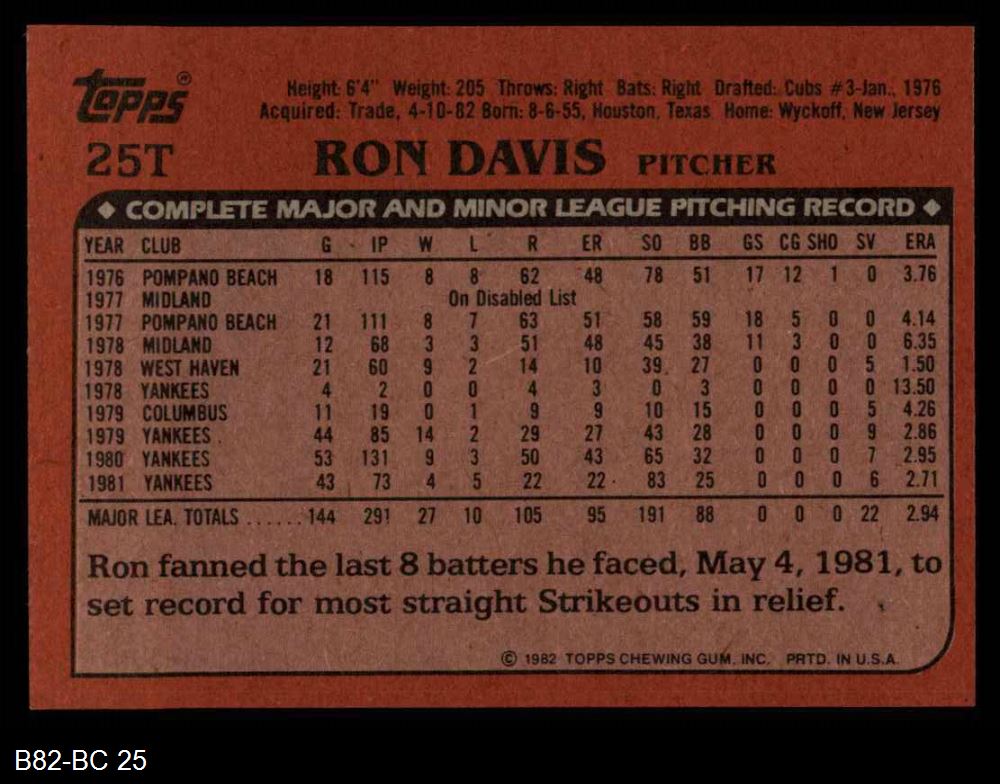 topps®
Height: 6'4" Weight: 205 Throws: Right Bats: Right Drafted: Cubs #3-Jan., 1976
Acquired: Trade, 4-10-82 Born: 8-6-55, Houston, Texas Home: Wyckoff, New Jersey
25T RON DAVIS PITCHER
◆ COMPLETE MAJOR AND MINOR LEAGUE PITCHING RECORD ◆
YEAR CLUB G IP W L R ER SO BB GS CG SHO SV ERA
1976 POMPANO BEACH 18 115 8 8 62 48 78 51 17 12 1 0 3.76
1977 MIDLAND On Disabled List
1977 POMPANO BEACH 21 111 8 7 63 51 58 59 18 5 0 0 4.14
1978 MIDLAND 12 68 3 3 51 48 45 38 11 3 0 0 6.35
1978 WEST HAVEN 21 60 9 2 14 10 39 27 0 0 0 5 1.50
1978 YANKEES 4 2 0 0 4 3 0 3 0 0 0 0 13.50
1979 COLUMBUS 11 19 0 1 9 9 10 15 0 0 0 5 4.26
1979 YANKEES 44 85 14 2 29 27 43 28 0 0 0 9 2.86
1980 YANKEES 53 131 9 3 50 43 65 32 0 0 0 7 2.95
1981 YANKEES 43 73 4 5 22 22 83 25 0 0 0 6 2.71
MAJOR LEA. TOTALS ...... 144 291 27 10 105 95 191 88 0 0 0 22 2.94
Ron fanned the last 8 batters he faced, May 4, 1981, to
set record for most straight Strikeouts in relief.
© 1982 TOPPS CHEWING GUM, INC. PRTD. IN U.S.A.
B82-BC 25